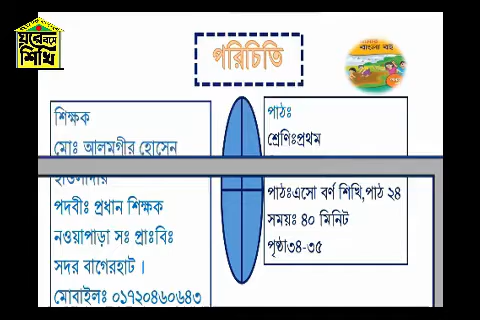 ঘরে বসে
শিখি
পরিচিতি
শিক্ষক
মোঃ আলমগীর হোসেন
হাওলাদার
পদবীঃ প্রধান শিক্ষক
নওয়াপাড়া সঃ প্রাঃবিঃ
সদর বাগেরহাট।
মোবাইলঃ ০১৭২০৪৬০৬৪৩
পাঠঃ
শ্রেণিঃপ্রথম
পাঠঃএসো বর্ণ শিখি,পাঠ ২৪
সময়ঃ ৪০ মিনিট
পৃষ্ঠা৩৪-৩৫